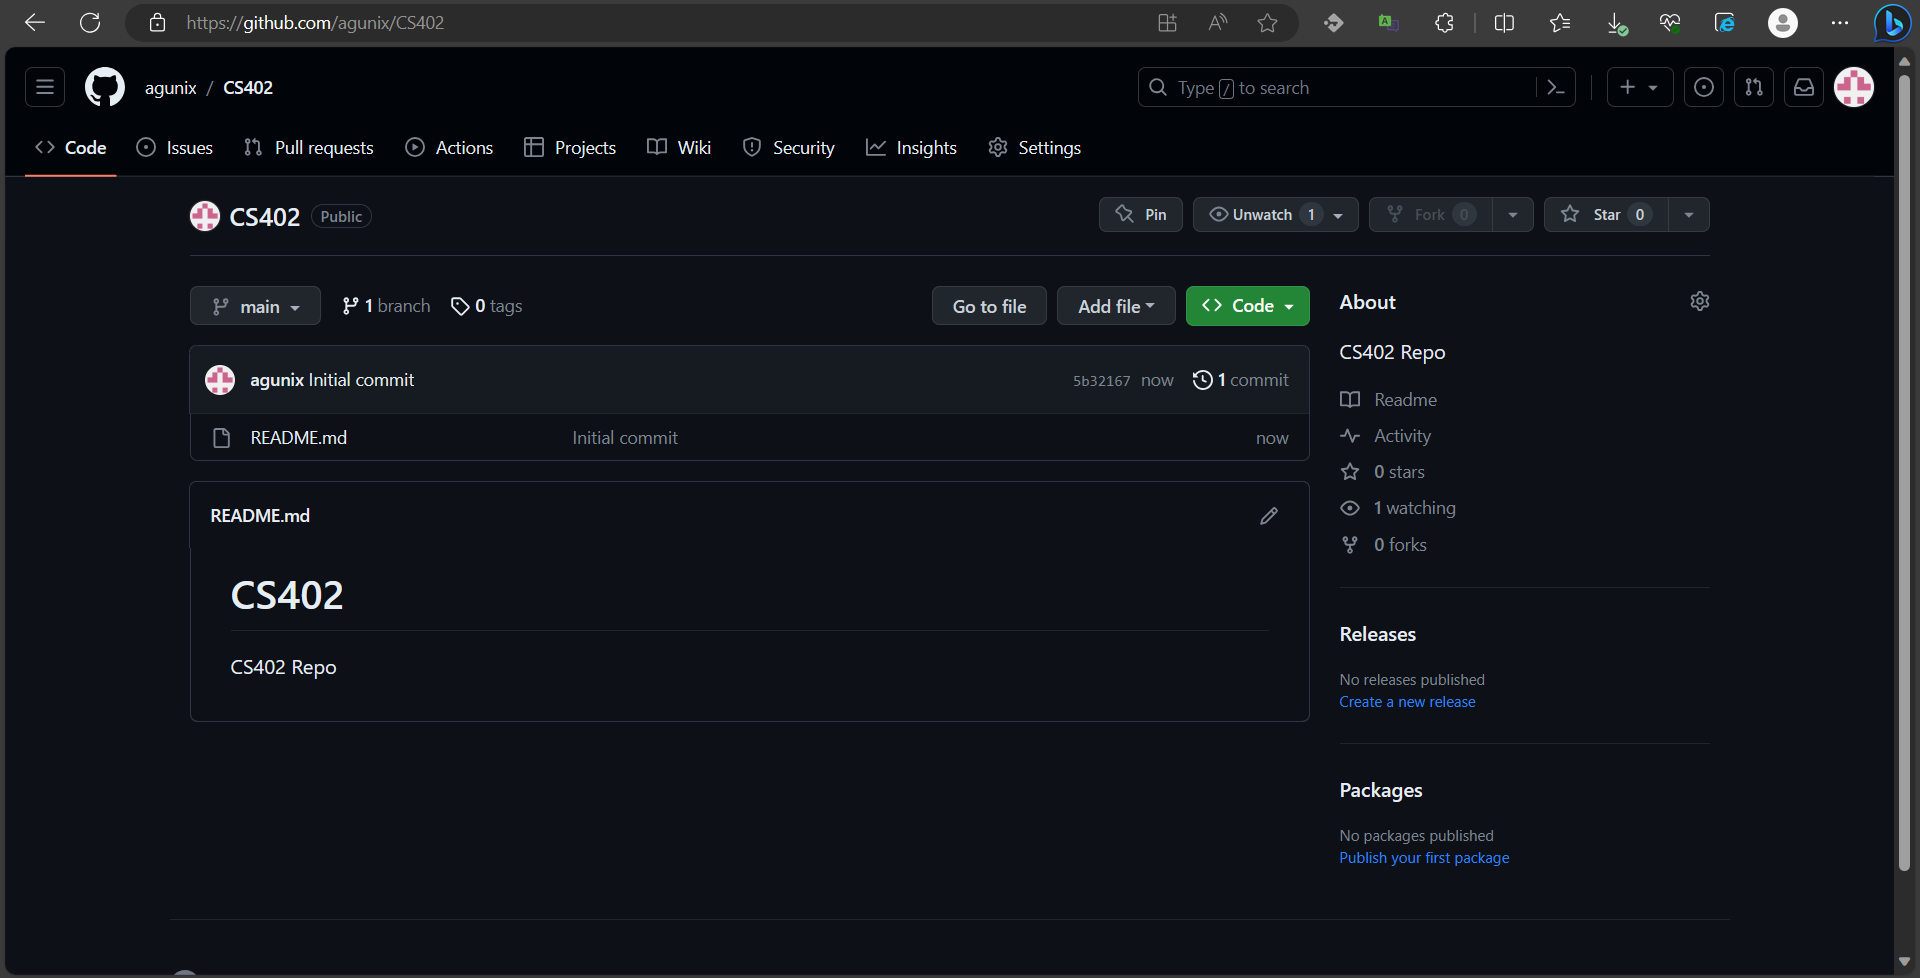 https://github.com/agunix/CS402
agunix / CS402
Type / to search
Code Issues Pull requests Actions Projects Wiki Security Insights Settings
CS402 Public
Pin Unwatch 1 Fork 0 Star 0
main 1 branch 0 tags Go to file Add file Code
agunix Initial commit 5b32167 now 1 commit
README.md Initial commit now
README.md
CS402
CS402 Repo
About
CS402 Repo
Readme
Activity
0 stars
1 watching
0 forks
Releases
No releases published
Create a new release
Packages
No packages published
Publish your first package